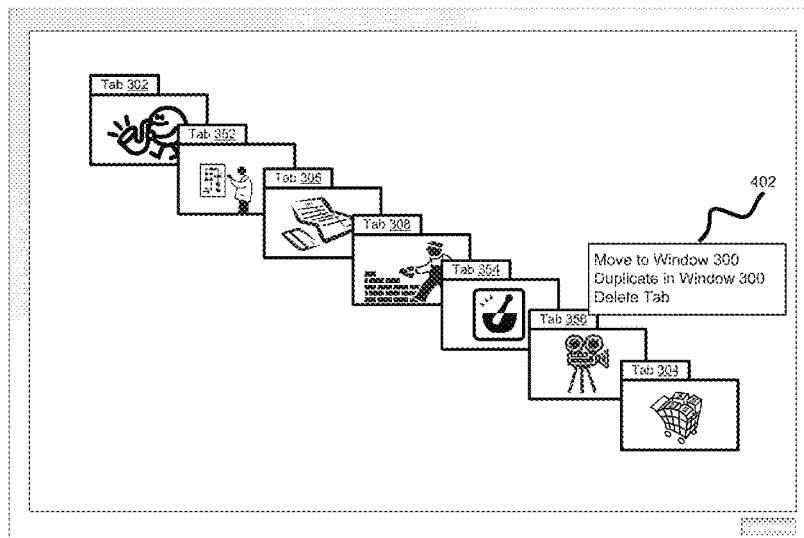 Tab 302
Tab 352
Tab 306
402
Tab 308
Move to Window 300
Duplicate in Window 300
Delete Tab
Tab 354
Tab 356
Tab 304